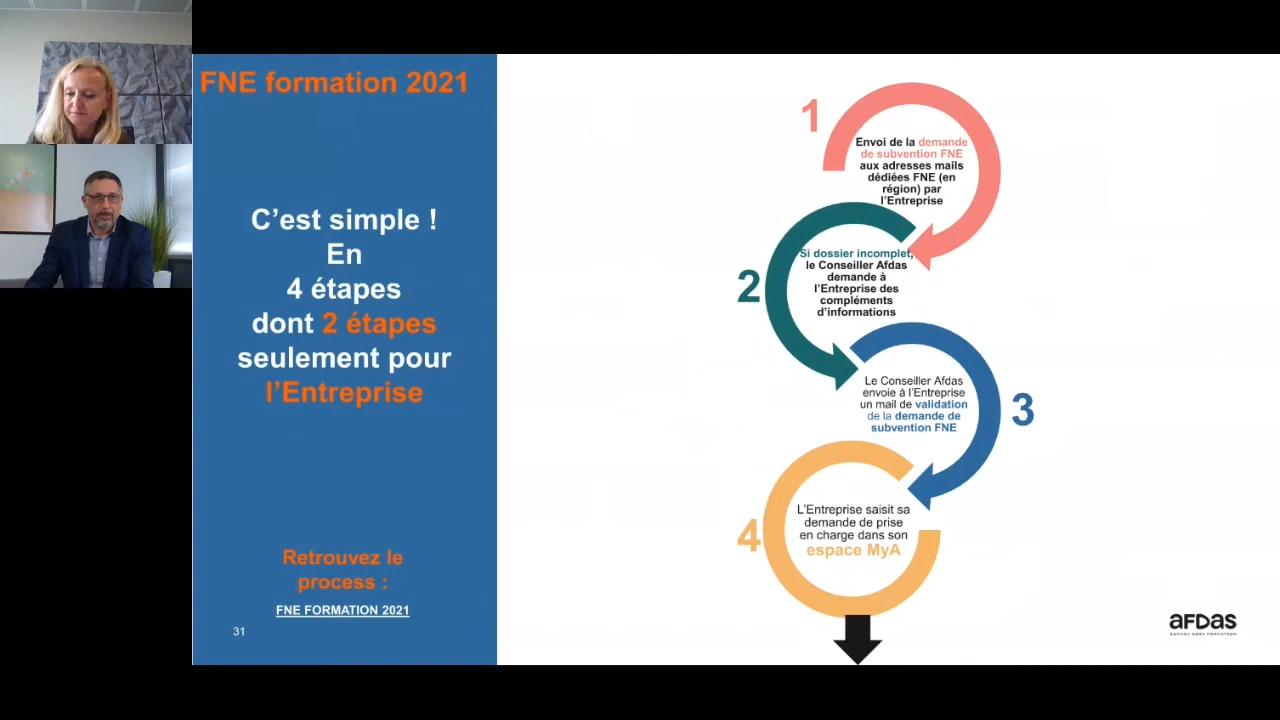 FNE formation 2021
C'est simple !
En
4 étapes
dont 2 étapes
seulement pour
l'Entreprise
Retrouvez le
process :
FNE FORMATION 2021
31
1
Envoi de la demande
de subvention FNE
aux adresses mails
dédiées FNE (en
région) par
l'Entreprise
2
Si dossier incomplet,
le Conseiller Afdas
demande à
l'Entreprise des
compléments
d'informations
3
Le Conseiller Afdas
envoie à l'Entreprise
un mail de validation
de la demande de
subvention FNE
4
L'Entreprise saisit sa
demande de prise
en charge dans son
espace MyA
afdas